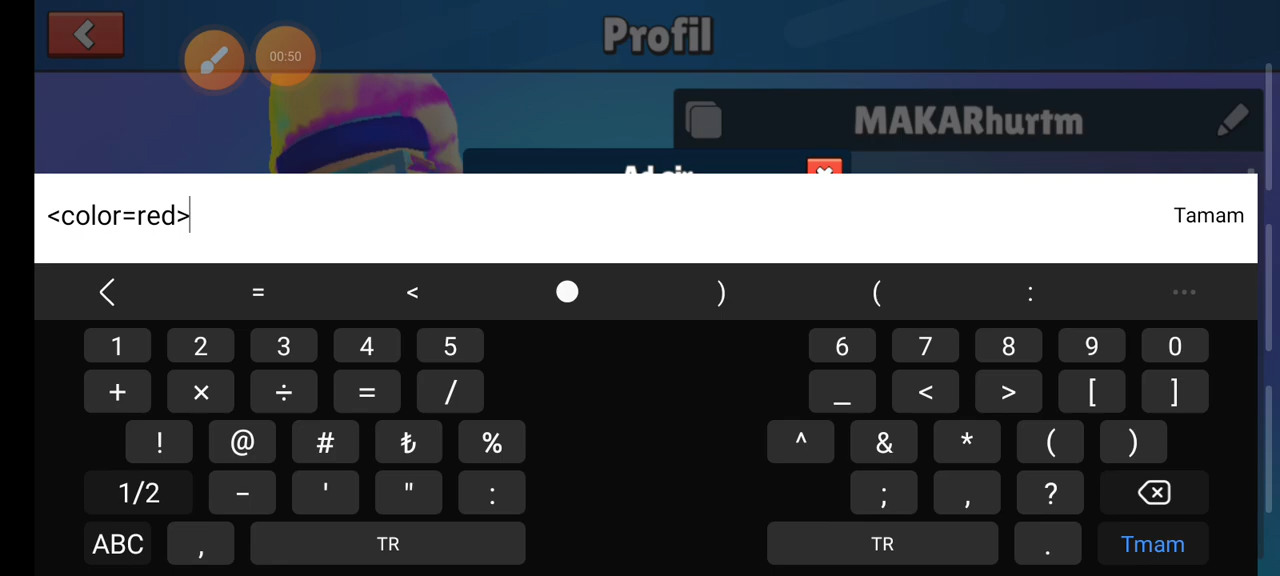 Profil
00:50
MAKARhurtm
<color=red>
Tamam
= < ) ( : ...
1 2 3 4 5 6 7 8 9 0
+ × ÷ = / _ < > [ ]
! @ # ₺ % ^ & * ( )
1/2 - ' " : ; , ?
ABC , TR TR . Tmam